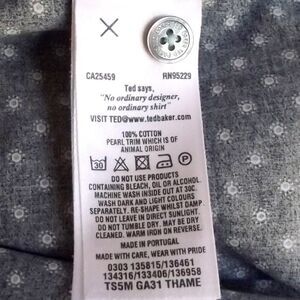 CA25459 RN95229
Ted says,
"No ordinary designer,
no ordinary shirt"
VISIT TED@www.tedbaker.com
100% COTTON
PEARL TRIM WHICH IS OF
ANIMAL ORIGIN
30
DO NOT USE PRODUCTS
CONTAINING BLEACH, OIL OR ALCOHOL.
MACHINE WASH INSIDE OUT AT 30C.
WASH DARK AND LIGHT COLOURS
SEPARATELY. RE-SHAPE WHILST DAMP.
DO NOT LEAVE IN DIRECT SUNLIGHT.
DO NOT TUMBLE DRY. MAY BE DRY
CLEANED. WARM IRON ON REVERSE.
MADE IN PORTUGAL
MADE WITH CARE, WEAR WITH PRIDE
0303 135815/136461
134316/133406/136958
TS5M GA31 THAME